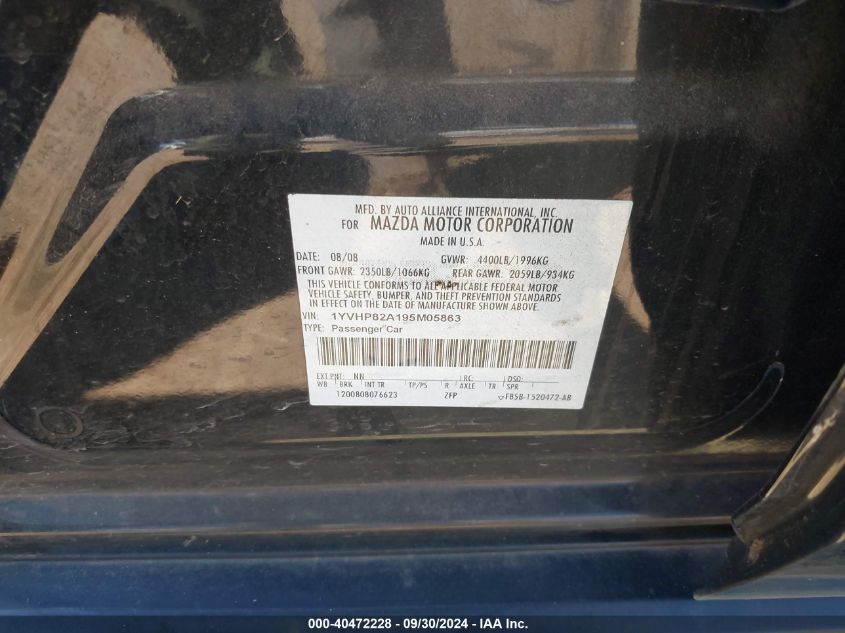 MFD. BY AUTO ALLIANCE INTERNATIONAL, INC.
FOR MAZDA MOTOR CORPORATION
MADE IN U.S.A.
DATE: 08/08 GVWR: 4400LB/1996KG
FRONT GAWR: 2350LB/1066KG REAR GAWR: 2059LB/934KG
THIS VEHICLE CONFORMS TO ALL APPLICABLE FEDERAL MOTOR
VEHICLE SAFETY, BUMPER, AND THEFT PREVENTION STANDARDS
IN EFFECT ON THE DATE OF MANUFACTURE SHOWN ABOVE.
VIN: 1YVHP82A195M05863
TYPE: Passenger Car
EXT PNT: NN RC: DSO:
WB BRK INT TR TP/PS R AXLE TR SPR
1200808076623 ZFP F85B-1520472-AB
000-40472228 - 09/30/2024 - IAA Inc.